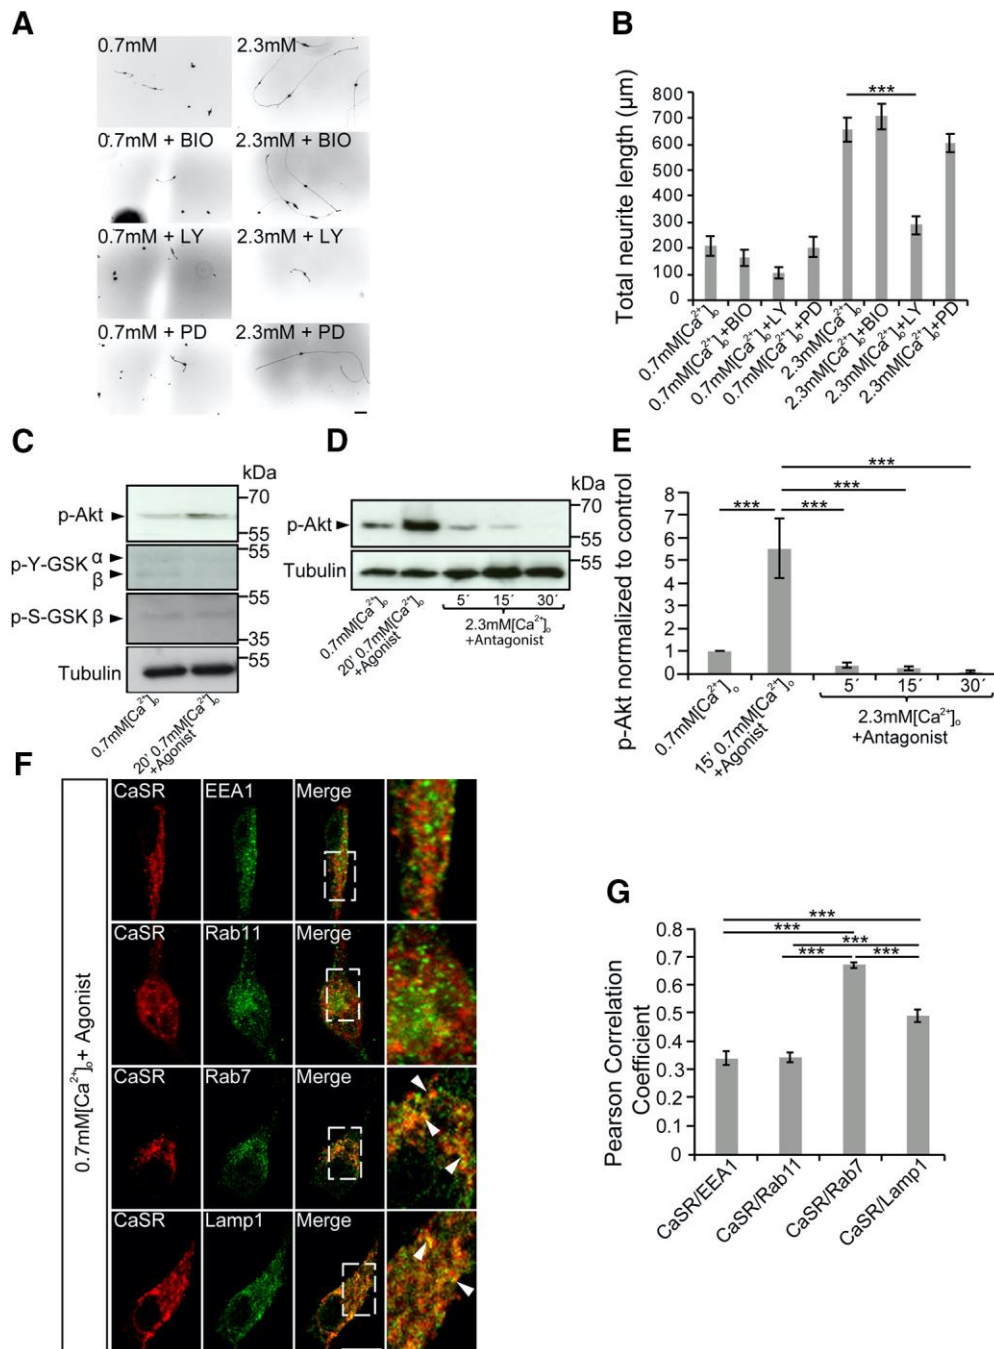 A
0.7mM
2.3mM
0.7mM + BIO
2.3mM + BIO
0.7mM + LY
2.3mM + LY
0.7mM + PD
2.3mM + PD
B
Total neurite length (µm)
800
700
600
500
400
300
200
100
0
***
0.7mM[Ca²⁺]ₒ
0.7mM[Ca²⁺]ₒ+BIO
0.7mM[Ca²⁺]ₒ+LY
0.7mM[Ca²⁺]ₒ+PD
2.3mM[Ca²⁺]ₒ
2.3mM[Ca²⁺]ₒ+BIO
2.3mM[Ca²⁺]ₒ+LY
2.3mM[Ca²⁺]ₒ+PD
C
kDa
p-Akt
70
55
p-Y-GSK α
β
55
p-S-GSK β
55
35
Tubulin
55
0.7mM[Ca²⁺]ₒ
20' 0.7mM[Ca²⁺]ₒ
+Agonist
D
kDa
p-Akt
70
55
Tubulin
55
0.7mM[Ca²⁺]ₒ
20' 0.7mM[Ca²⁺]ₒ
+Agonist
5´ 15´ 30´
2.3mM[Ca²⁺]ₒ
+Antagonist
E
p-Akt normalized to control
8
7
6
5
4
3
2
1
0
***
***
*** ***
0.7mM[Ca²⁺]ₒ
15' 0.7mM[Ca²⁺]ₒ
+Agonist
5´ 15´ 30´
2.3mM[Ca²⁺]ₒ
+Antagonist
F
0.7mM[Ca²⁺]ₒ+ Agonist
CaSR EEA1 Merge
CaSR Rab11 Merge
CaSR Rab7 Merge
CaSR Lamp1 Merge
G
Pearson Correlation
Coefficient
0.8
0.7
0.6
0.5
0.4
0.3
0.2
0.1
0
***
***
***
*** ***
CaSR/EEA1
CaSR/Rab11
CaSR/Rab7
CaSR/Lamp1